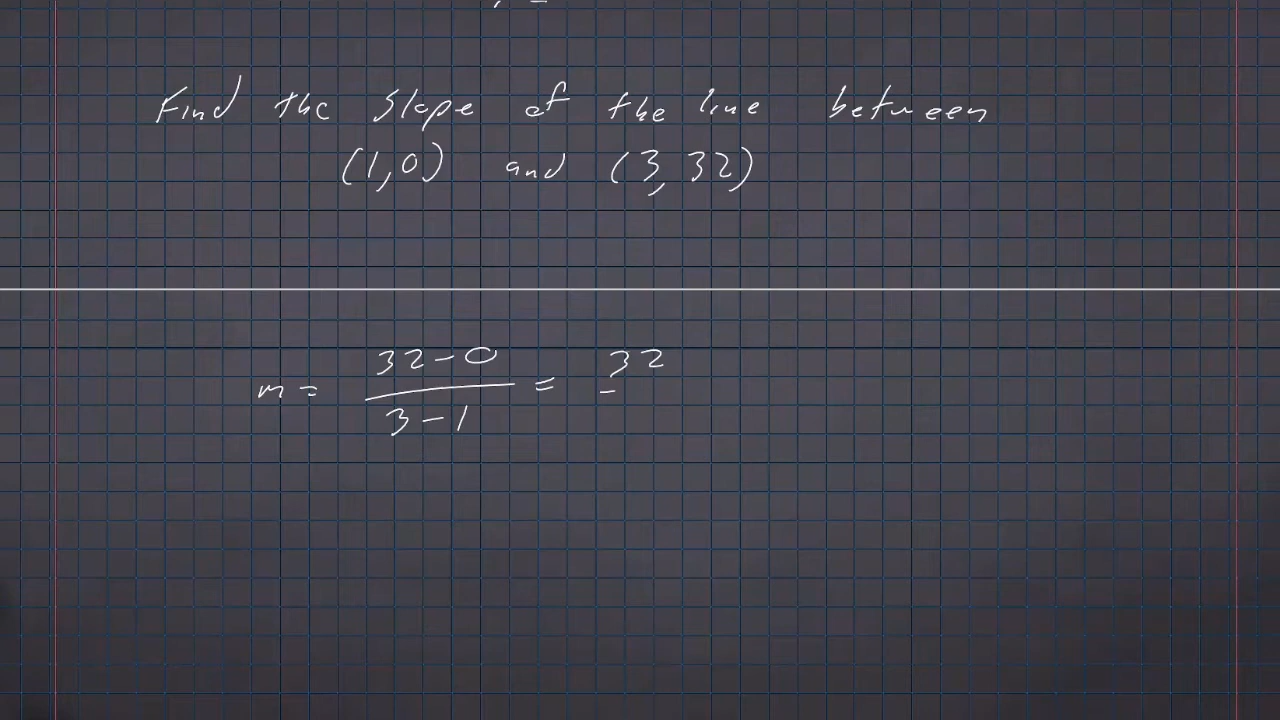 Find the slope of the line between
(1,0) and (3,32)
m = 32-0 / 3-1 = 32